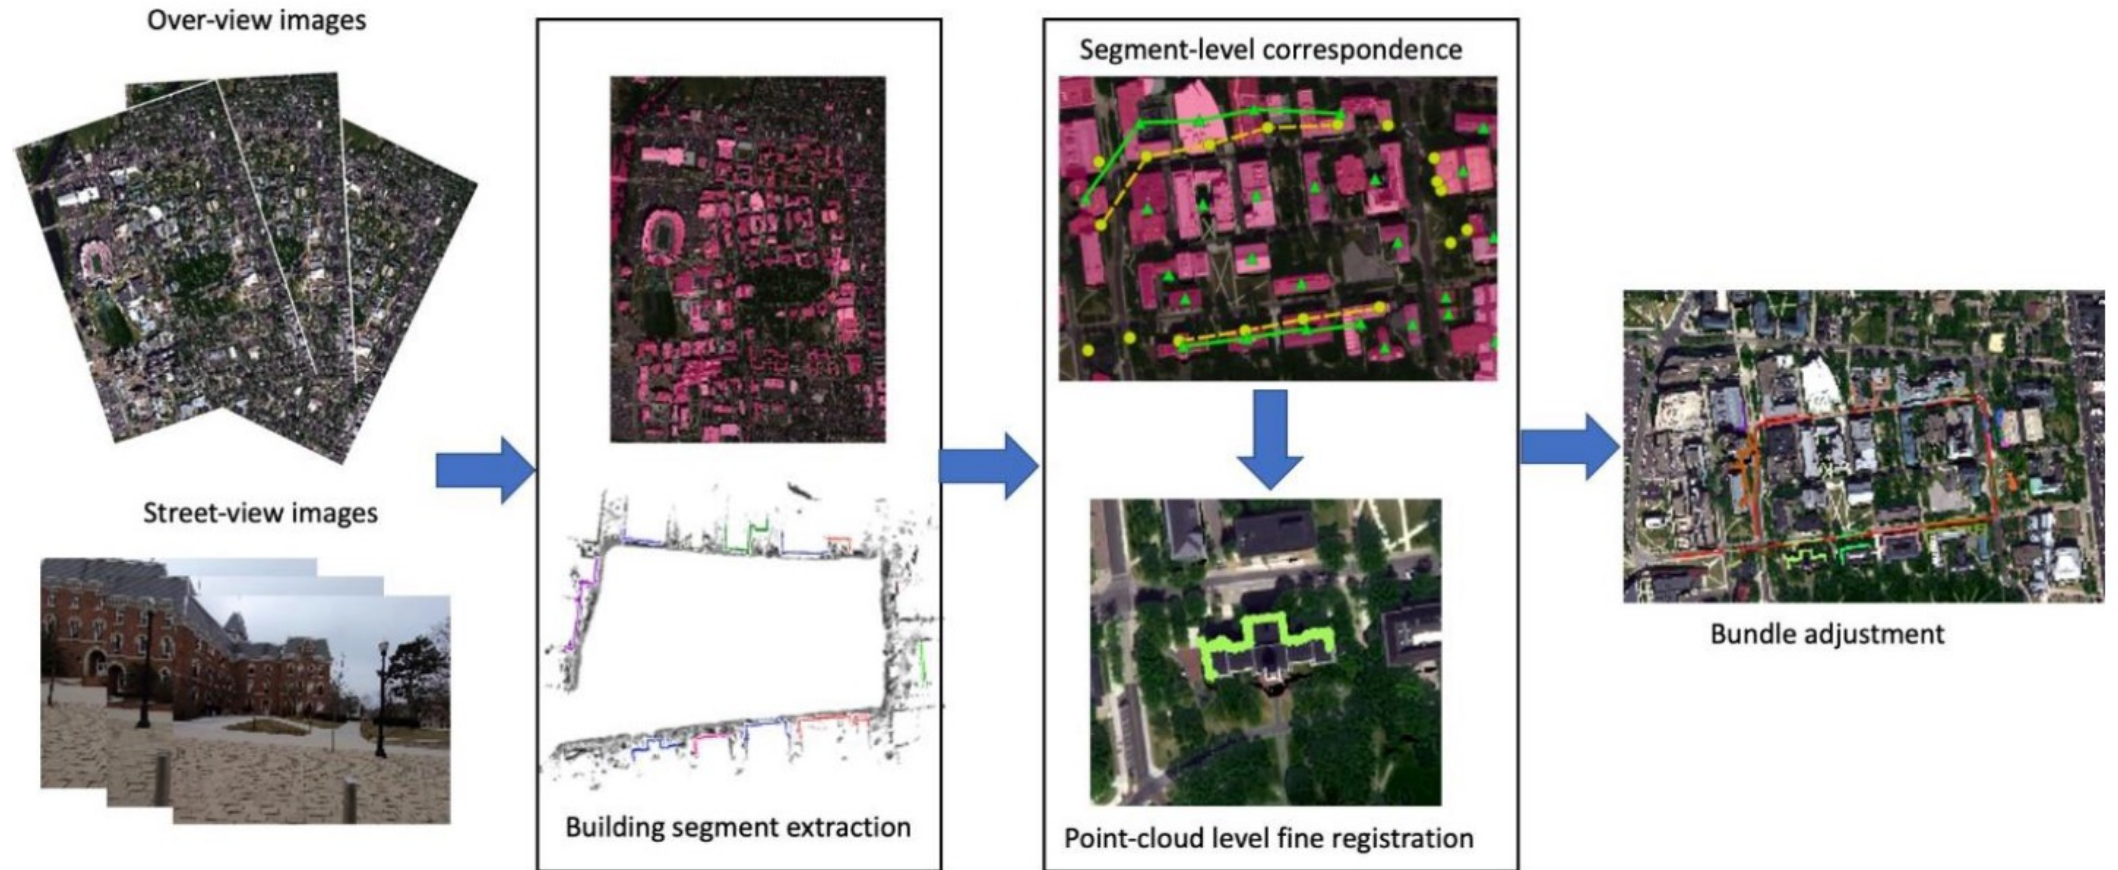 Over-view images
Street-view images
Building segment extraction
Segment-level correspondence
Point-cloud level fine registration
Bundle adjustment